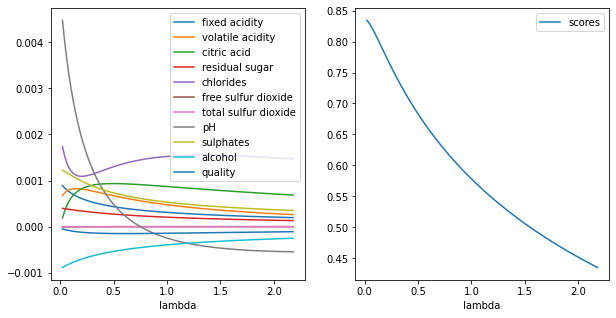 0.004
0.003
0.002
0.001
0.000
−0.001
0.0
0.5
1.0
1.5
2.0
lambda
fixed acidity
volatile acidity
citric acid
residual sugar
chlorides
free sulfur dioxide
total sulfur dioxide
pH
sulphates
alcohol
quality
0.85
0.80
0.75
0.70
0.65
0.60
0.55
0.50
0.45
0.0
0.5
1.0
1.5
2.0
lambda
scores